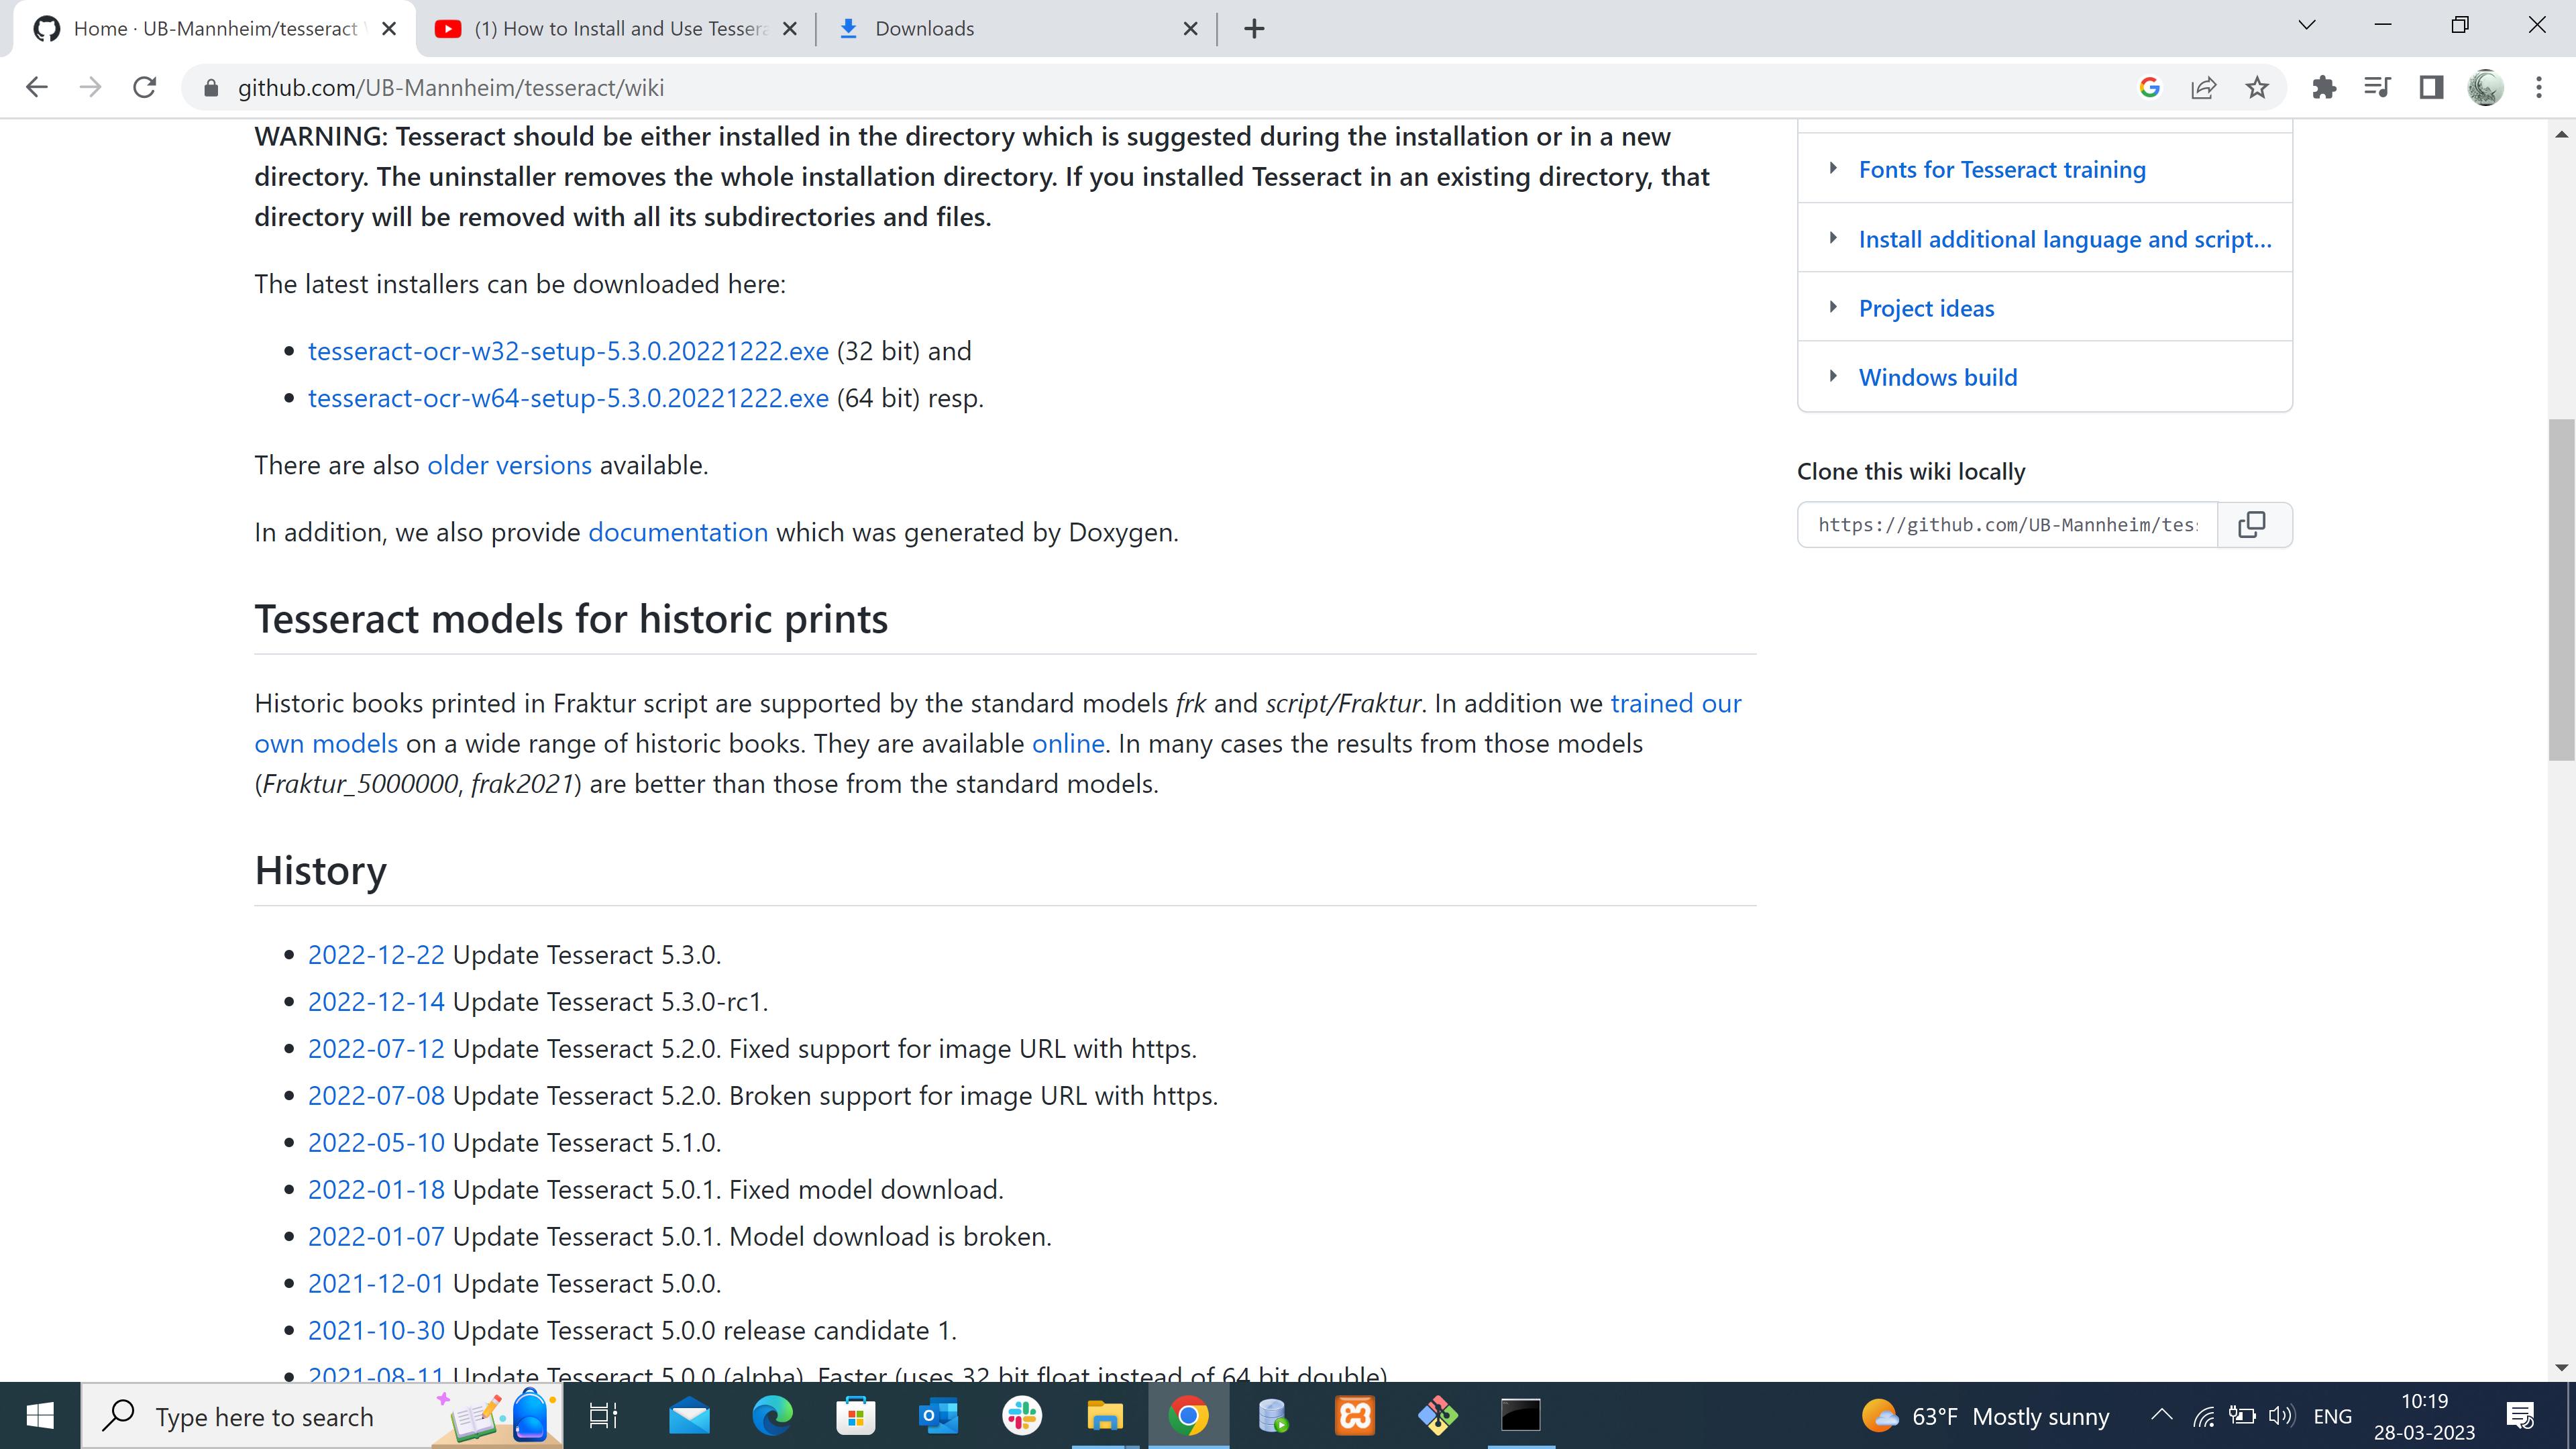 Home · UB-Mannheim/tesseract
(1) How to Install and Use Tessera
Downloads
github.com/UB-Mannheim/tesseract/wiki
WARNING: Tesseract should be either installed in the directory which is suggested during the installation or in a new
directory. The uninstaller removes the whole installation directory. If you installed Tesseract in an existing directory, that
directory will be removed with all its subdirectories and files.
The latest installers can be downloaded here:
• tesseract-ocr-w32-setup-5.3.0.20221222.exe (32 bit) and
• tesseract-ocr-w64-setup-5.3.0.20221222.exe (64 bit) resp.
There are also older versions available.
In addition, we also provide documentation which was generated by Doxygen.
Tesseract models for historic prints
Historic books printed in Fraktur script are supported by the standard models frk and script/Fraktur. In addition we trained our
own models on a wide range of historic books. They are available online. In many cases the results from those models
(Fraktur_5000000, frak2021) are better than those from the standard models.
History
• 2022-12-22 Update Tesseract 5.3.0.
• 2022-12-14 Update Tesseract 5.3.0-rc1.
• 2022-07-12 Update Tesseract 5.2.0. Fixed support for image URL with https.
• 2022-07-08 Update Tesseract 5.2.0. Broken support for image URL with https.
• 2022-05-10 Update Tesseract 5.1.0.
• 2022-01-18 Update Tesseract 5.0.1. Fixed model download.
• 2022-01-07 Update Tesseract 5.0.1. Model download is broken.
• 2021-12-01 Update Tesseract 5.0.0.
• 2021-10-30 Update Tesseract 5.0.0 release candidate 1.
• 2021-08-11 Update Tesseract 5.0.0 (alpha). Faster (uses 32 bit float instead of 64 bit double)
Fonts for Tesseract training
Install additional language and script...
Project ideas
Windows build
Clone this wiki locally
https://github.com/UB-Mannheim/tes
Type here to search
63°F Mostly sunny
ENG
10:19
28-03-2023